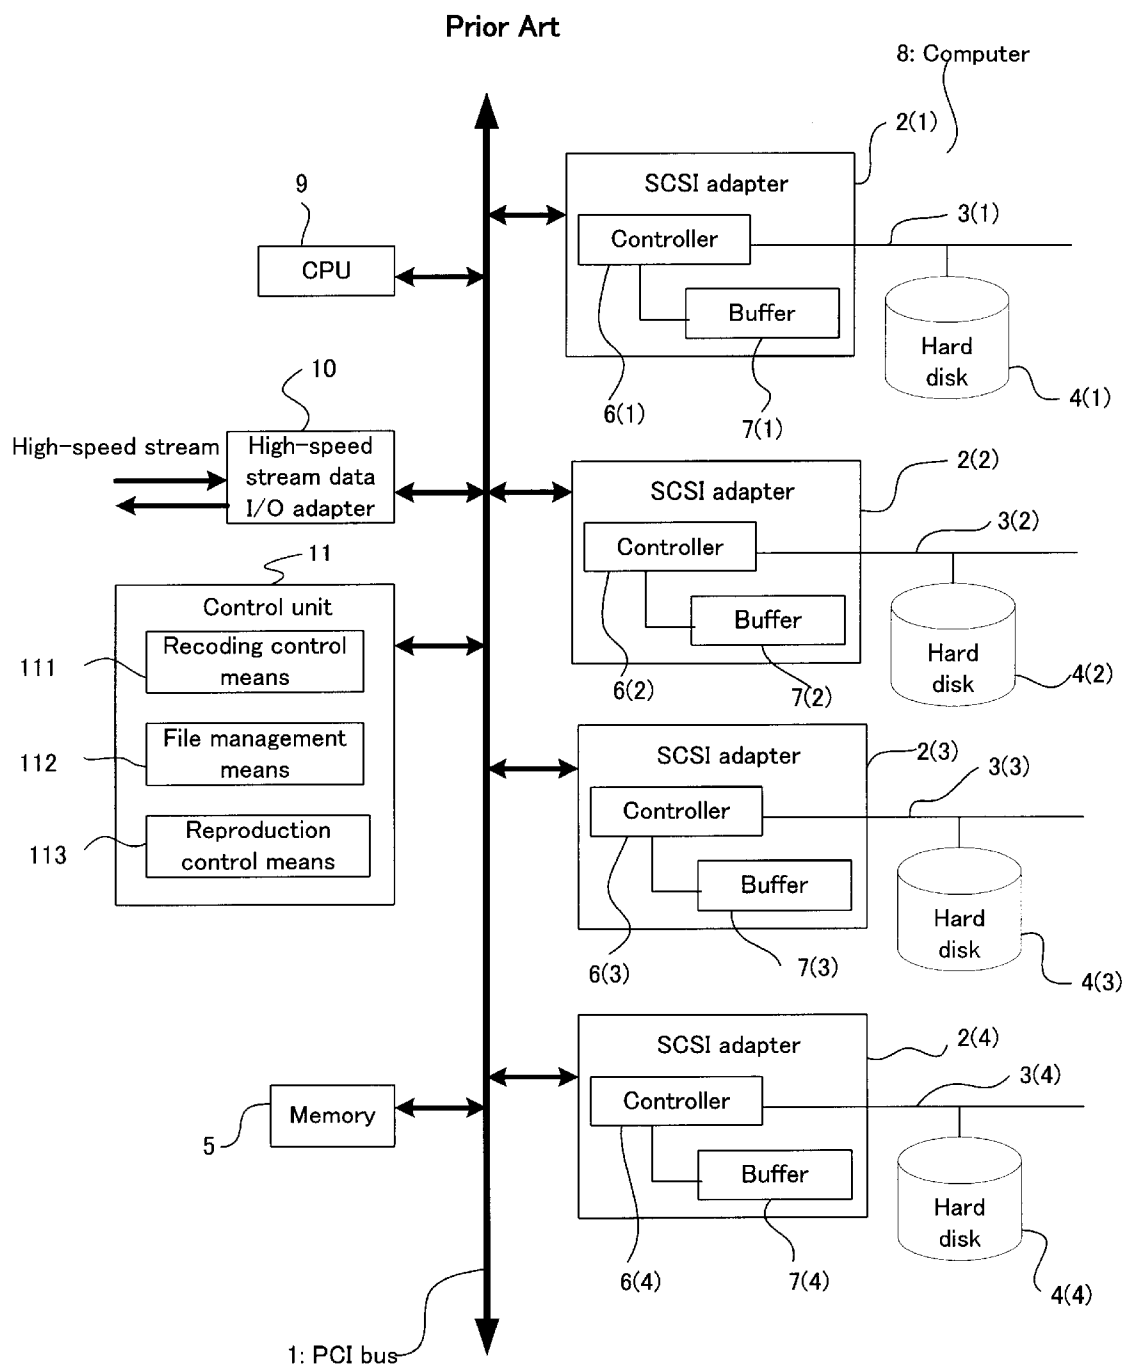 Prior Art
8: Computer
2(1)
SCSI adapter
Controller
Buffer
3(1)
Hard
disk
4(1)
6(1)
7(1)
9
CPU
10
High-speed stream
High-speed
stream data
I/O adapter
2(2)
SCSI adapter
Controller
Buffer
3(2)
Hard
disk
4(2)
6(2)
7(2)
11
Control unit
111
Recoding control
means
112
File management
means
113
Reproduction
control means
2(3)
SCSI adapter
Controller
Buffer
3(3)
Hard
disk
4(3)
6(3)
7(3)
2(4)
SCSI adapter
Controller
Buffer
3(4)
Hard
disk
4(4)
6(4)
7(4)
Memory
5
1: PCI bus